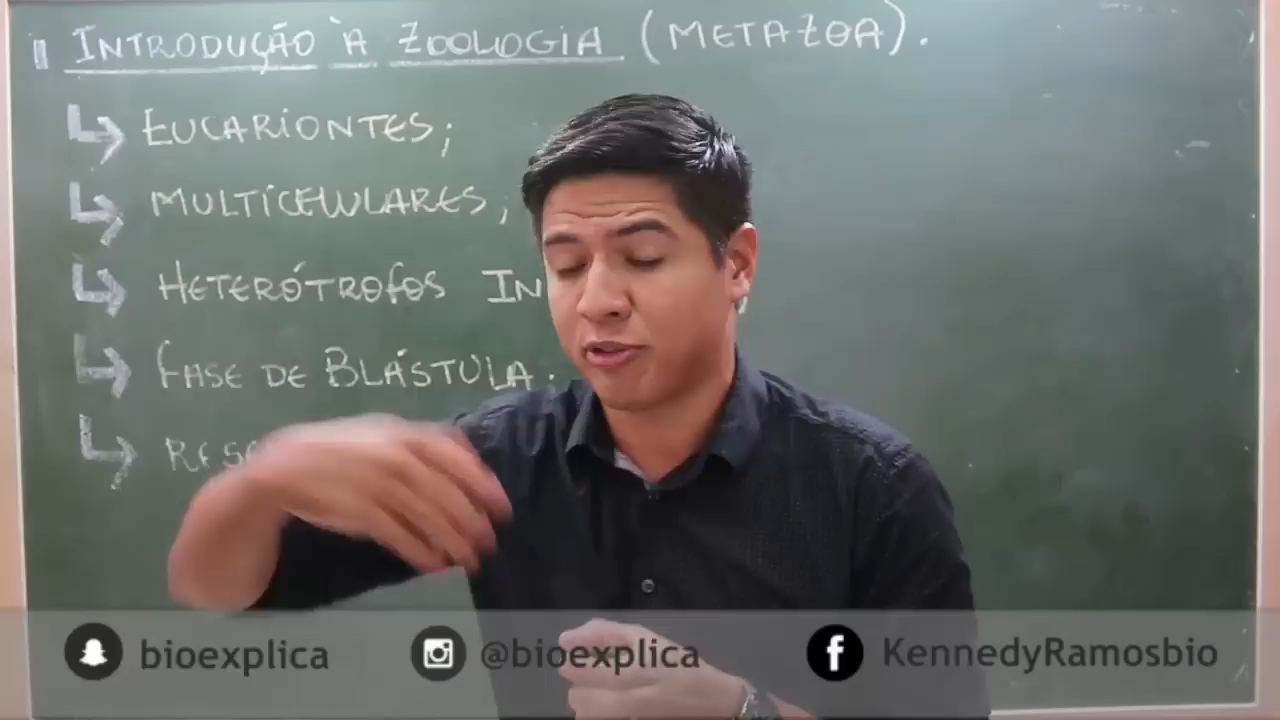 INTRODUÇÃO À ZOOLOGIA (METAZOA).
EUCARIONTES;
MULTICELULARES;
HETERÓTROFOS
FASE DE BLÁSTULA.
bioexplica @bioexplica KennedyRamosbio